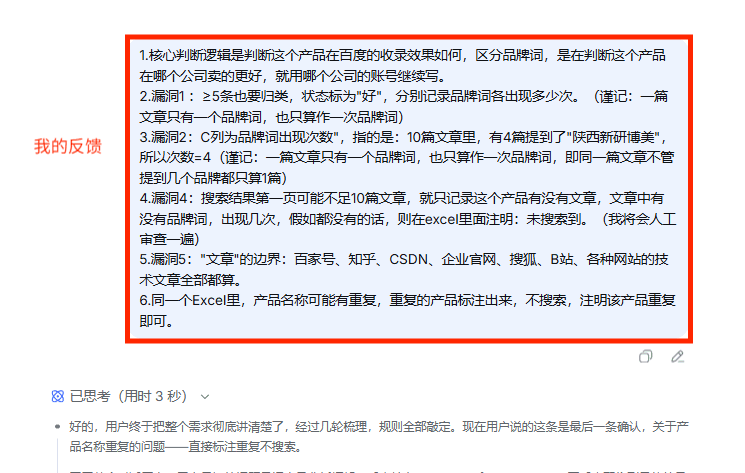 1.核心判断逻辑是判断这个产品在百度的收录效果如何，区分品牌词，是在判断这个产品
在哪个公司卖的更好，就用哪个公司的账号继续写。
2.漏洞1 ：≥5条也要归类，状态标为"好"，分别记录品牌词各出现多少次。（谨记：一篇
文章只有一个品牌词，也只算作一次品牌词）
我的反馈
3.漏洞2：C列为品牌词出现次数"，指的是：10篇文章里，有4篇提到了"陕西新研博美"，
所以次数=4（谨记：一篇文章只有一个品牌词，也只算作一次品牌词，即同一篇文章不管
提到几个品牌都只算1篇）
4.漏洞4：搜索结果第一页可能不足10篇文章，就只记录这个产品有没有文章，文章中有
没有品牌词，出现几次，假如都没有的话，则在excel里面注明：未搜索到。（我将会人工
审查一遍）
5.漏洞5："文章"的边界：百家号、知乎、CSDN、企业官网、搜狐、B站、各种网站的技
术文章全部都算。
6.同一个Excel里，产品名称可能有重复，重复的产品标注出来，不搜索，注明该产品重复
即可。
已思考（用时 3 秒）
好的，用户终于把整个需求彻底讲清楚了，经过几轮梳理，规则全部敲定。现在用户说的这条是最后一条确认，关于
产品名称重复的问题——直接标注重复不搜索。